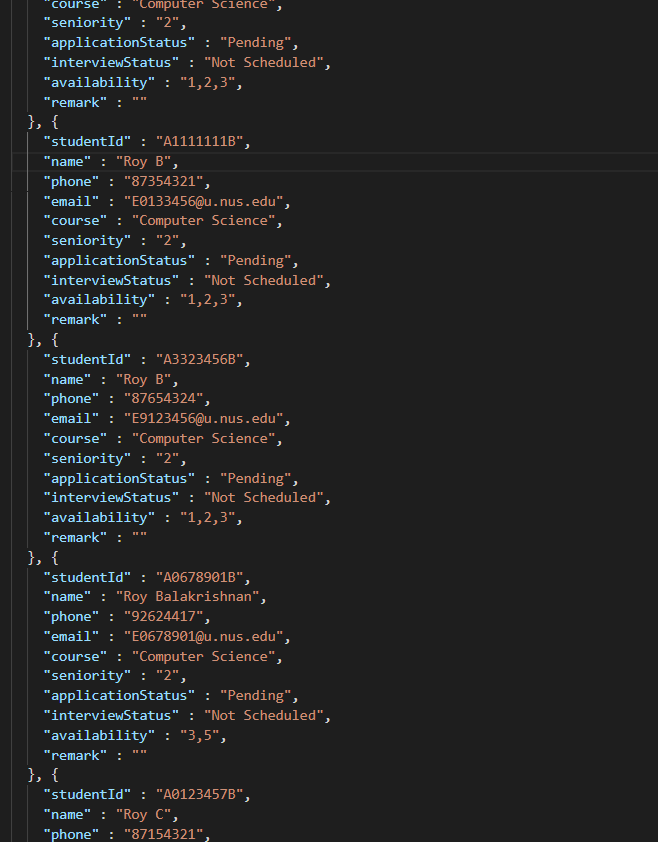 "course" : "Computer Science",
"seniority" : "2",
"applicationStatus" : "Pending",
"interviewStatus" : "Not Scheduled",
"availability" : "1,2,3",
"remark" : ""
}, {
"studentId" : "A1111111B",
"name" : "Roy B",
"phone" : "87354321",
"email" : "E0133456@u.nus.edu",
"course" : "Computer Science",
"seniority" : "2",
"applicationStatus" : "Pending",
"interviewStatus" : "Not Scheduled",
"availability" : "1,2,3",
"remark" : ""
}, {
"studentId" : "A3323456B",
"name" : "Roy B",
"phone" : "87654324",
"email" : "E9123456@u.nus.edu",
"course" : "Computer Science",
"seniority" : "2",
"applicationStatus" : "Pending",
"interviewStatus" : "Not Scheduled",
"availability" : "1,2,3",
"remark" : ""
}, {
"studentId" : "A0678901B",
"name" : "Roy Balakrishnan",
"phone" : "92624417",
"email" : "E0678901@u.nus.edu",
"course" : "Computer Science",
"seniority" : "2",
"applicationStatus" : "Pending",
"interviewStatus" : "Not Scheduled",
"availability" : "3,5",
"remark" : ""
}, {
"studentId" : "A0123457B",
"name" : "Roy C",
"phone" : "87154321",